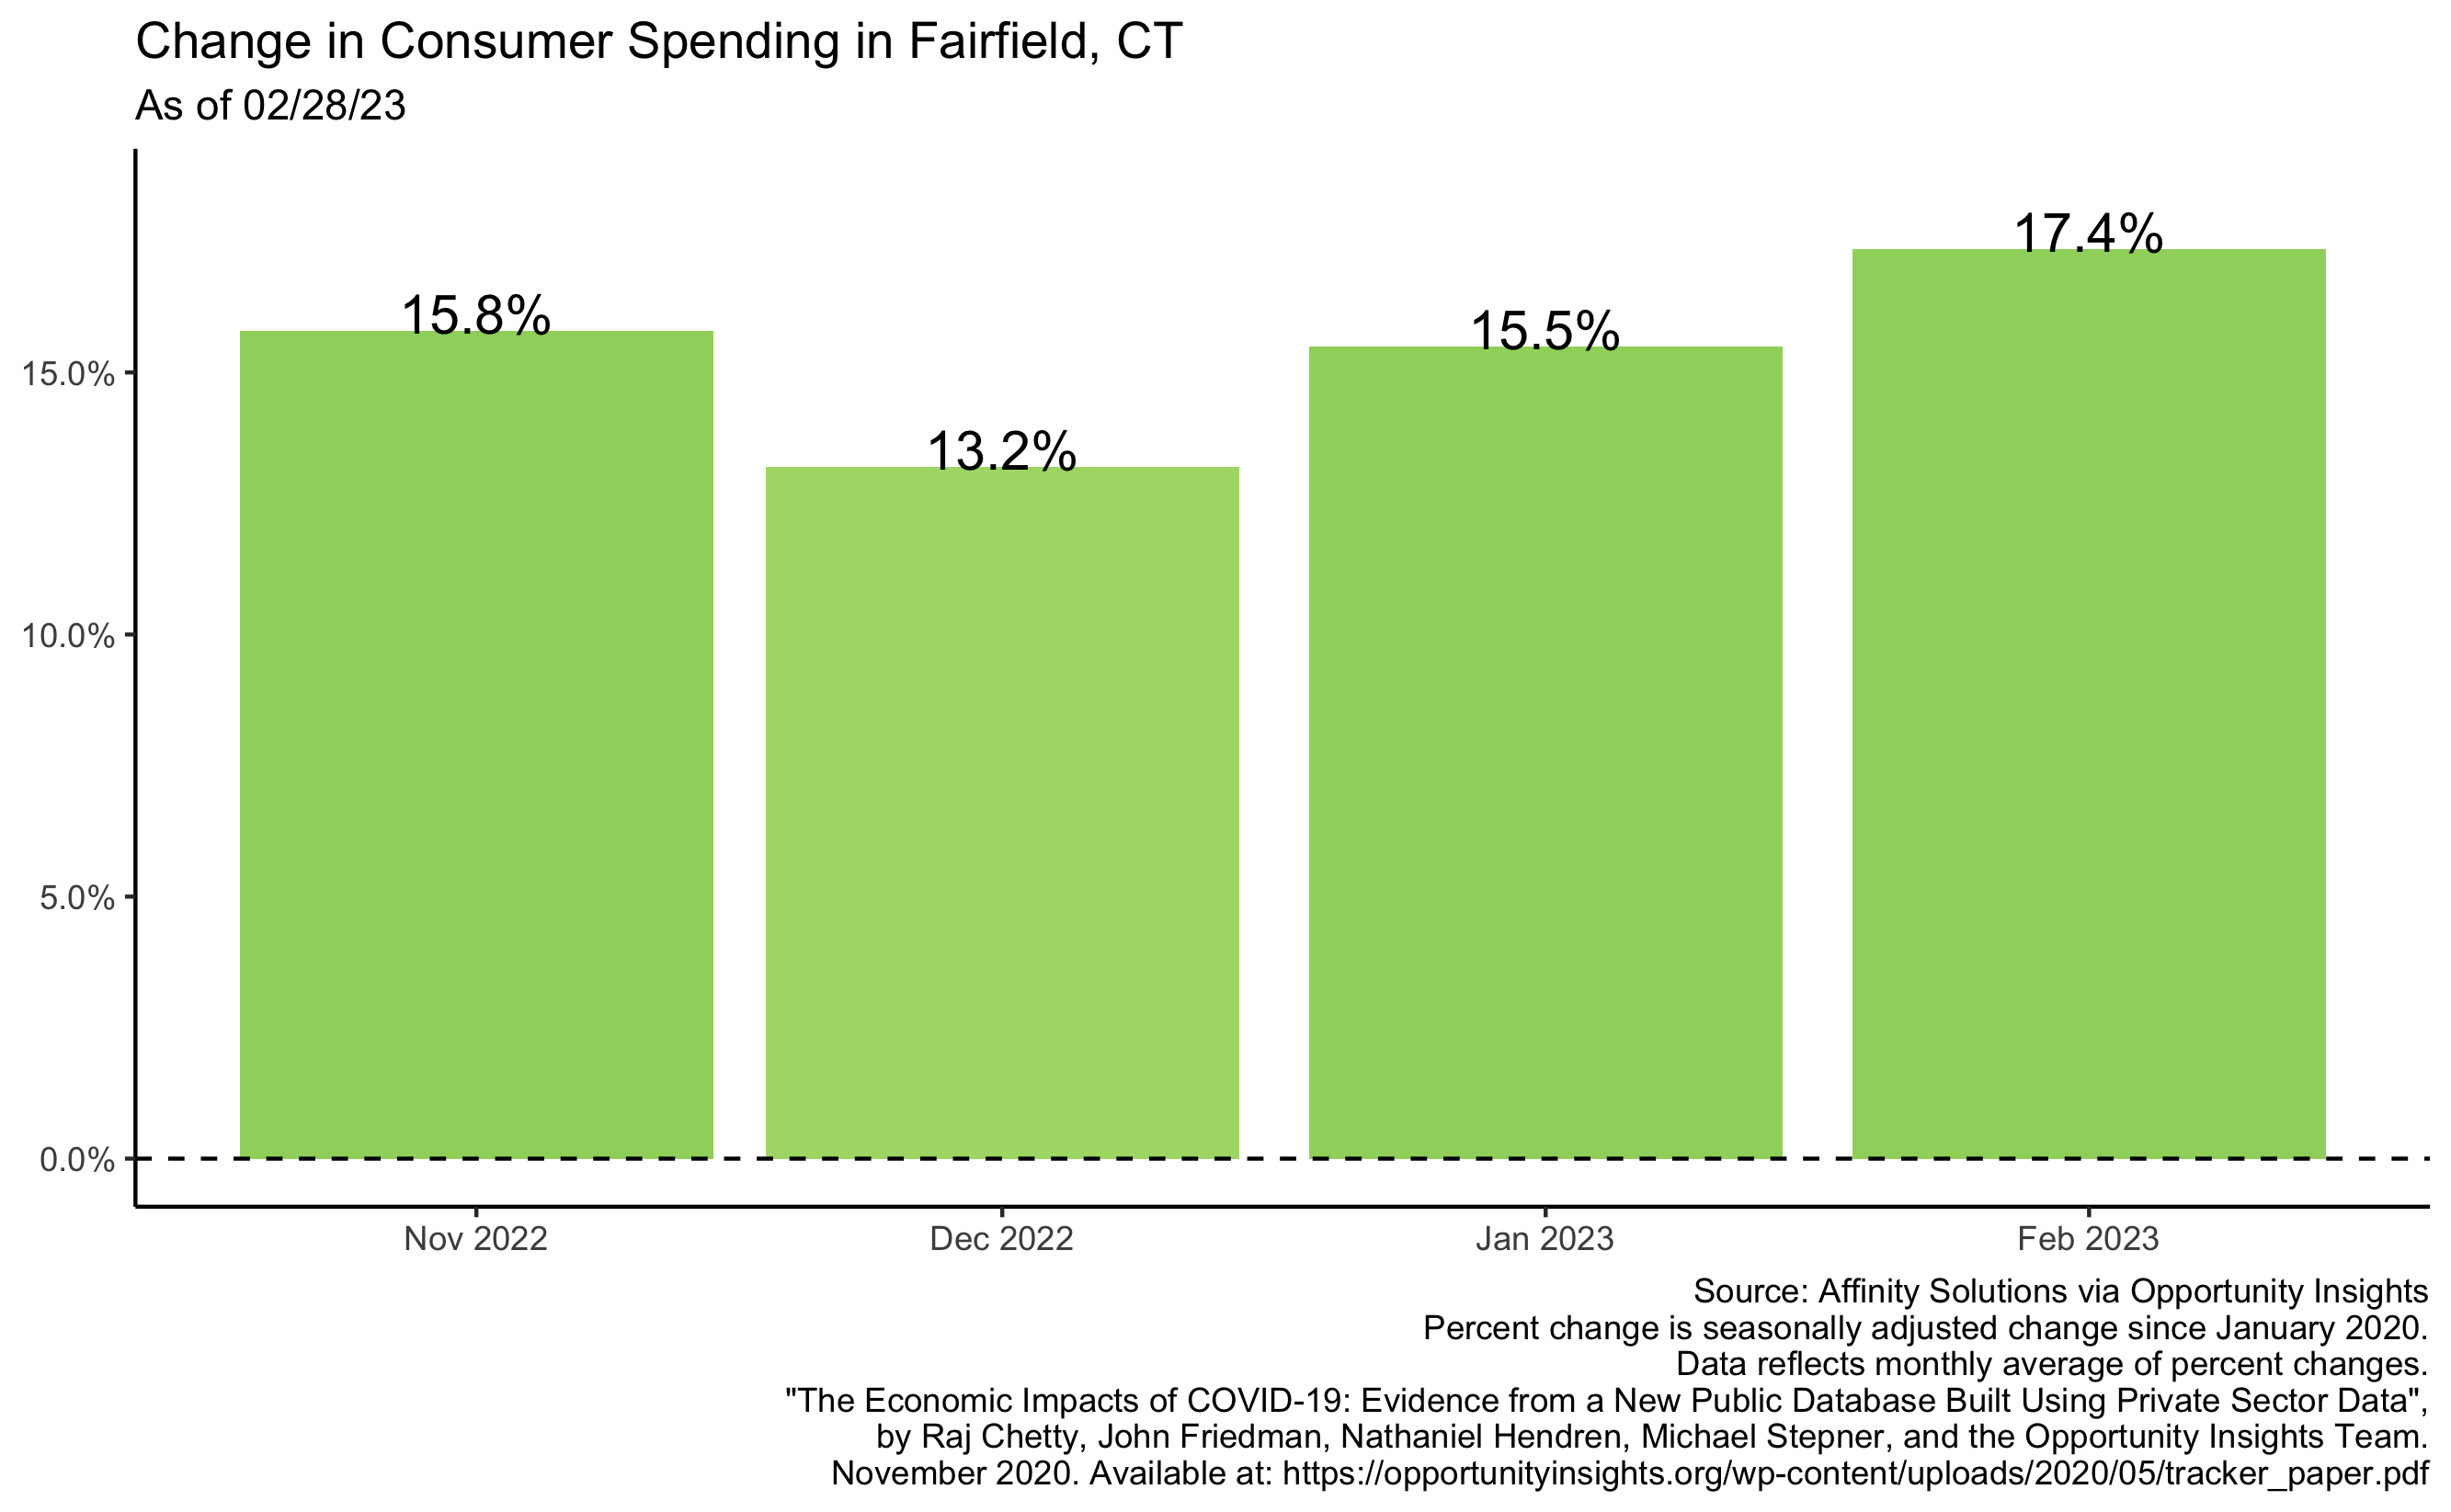 Change in Consumer Spending in Fairfield, CT
As of 02/28/23
17.4%
15.8%
15.5%
15.0%
13.2%
10.0%
5.0%
0.0%
Nov 2022
Dec 2022
Jan 2023
Feb 2023
Source: Affinity Solutions via Opportunity Insights
Percent change is seasonally adjusted change since January 2020.
Data reflects monthly average of percent changes.
"The Economic Impacts of COVID-19: Evidence from a New Public Database Built Using Private Sector Data",
by Raj Chetty, John Friedman, Nathaniel Hendren, Michael Stepner, and the Opportunity Insights Team.
November 2020. Available at: https://opportunityinsights.org/wp-content/uploads/2020/05/tracker_paper.pdf